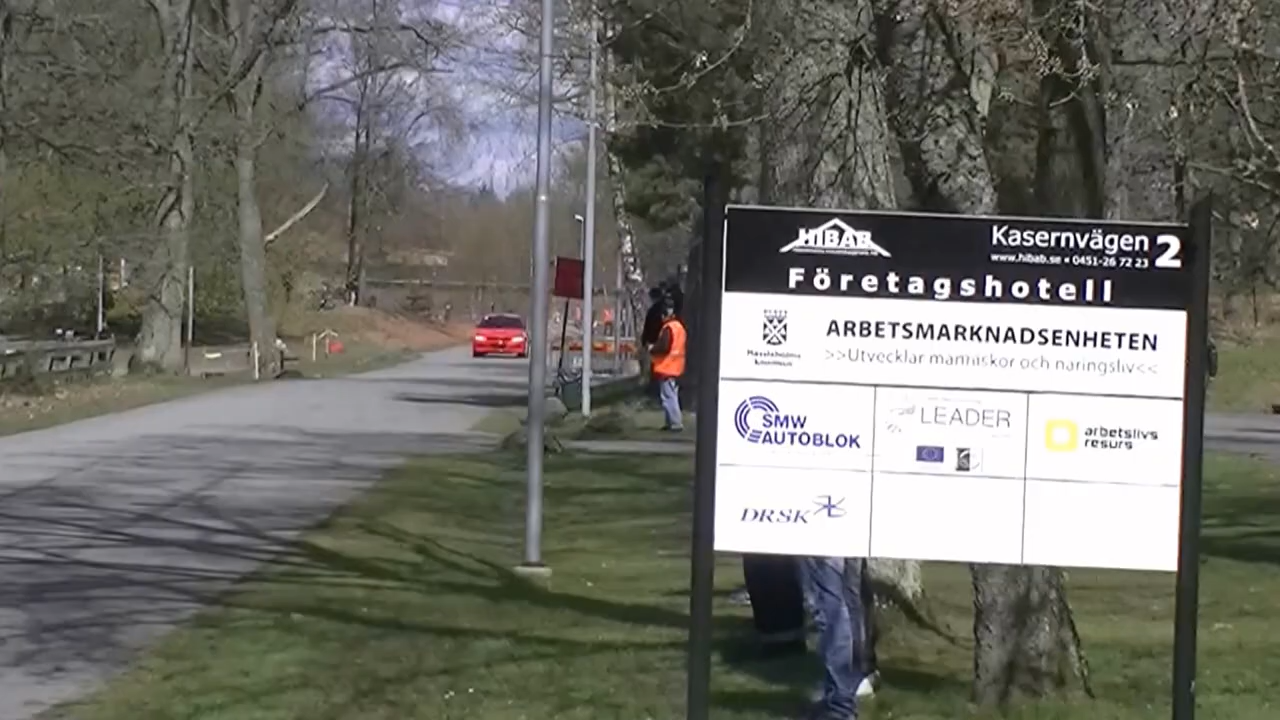 HIBAB
Kasernvägen 2
www.hibab.se • 0451-26 72 23
Företagshotell
ARBETSMARKNADSENHETEN
>>Utvecklar människor och näringsliv<<
SMW
AUTOBLOK
LEADER
arbetslivs
resurs
DRSK